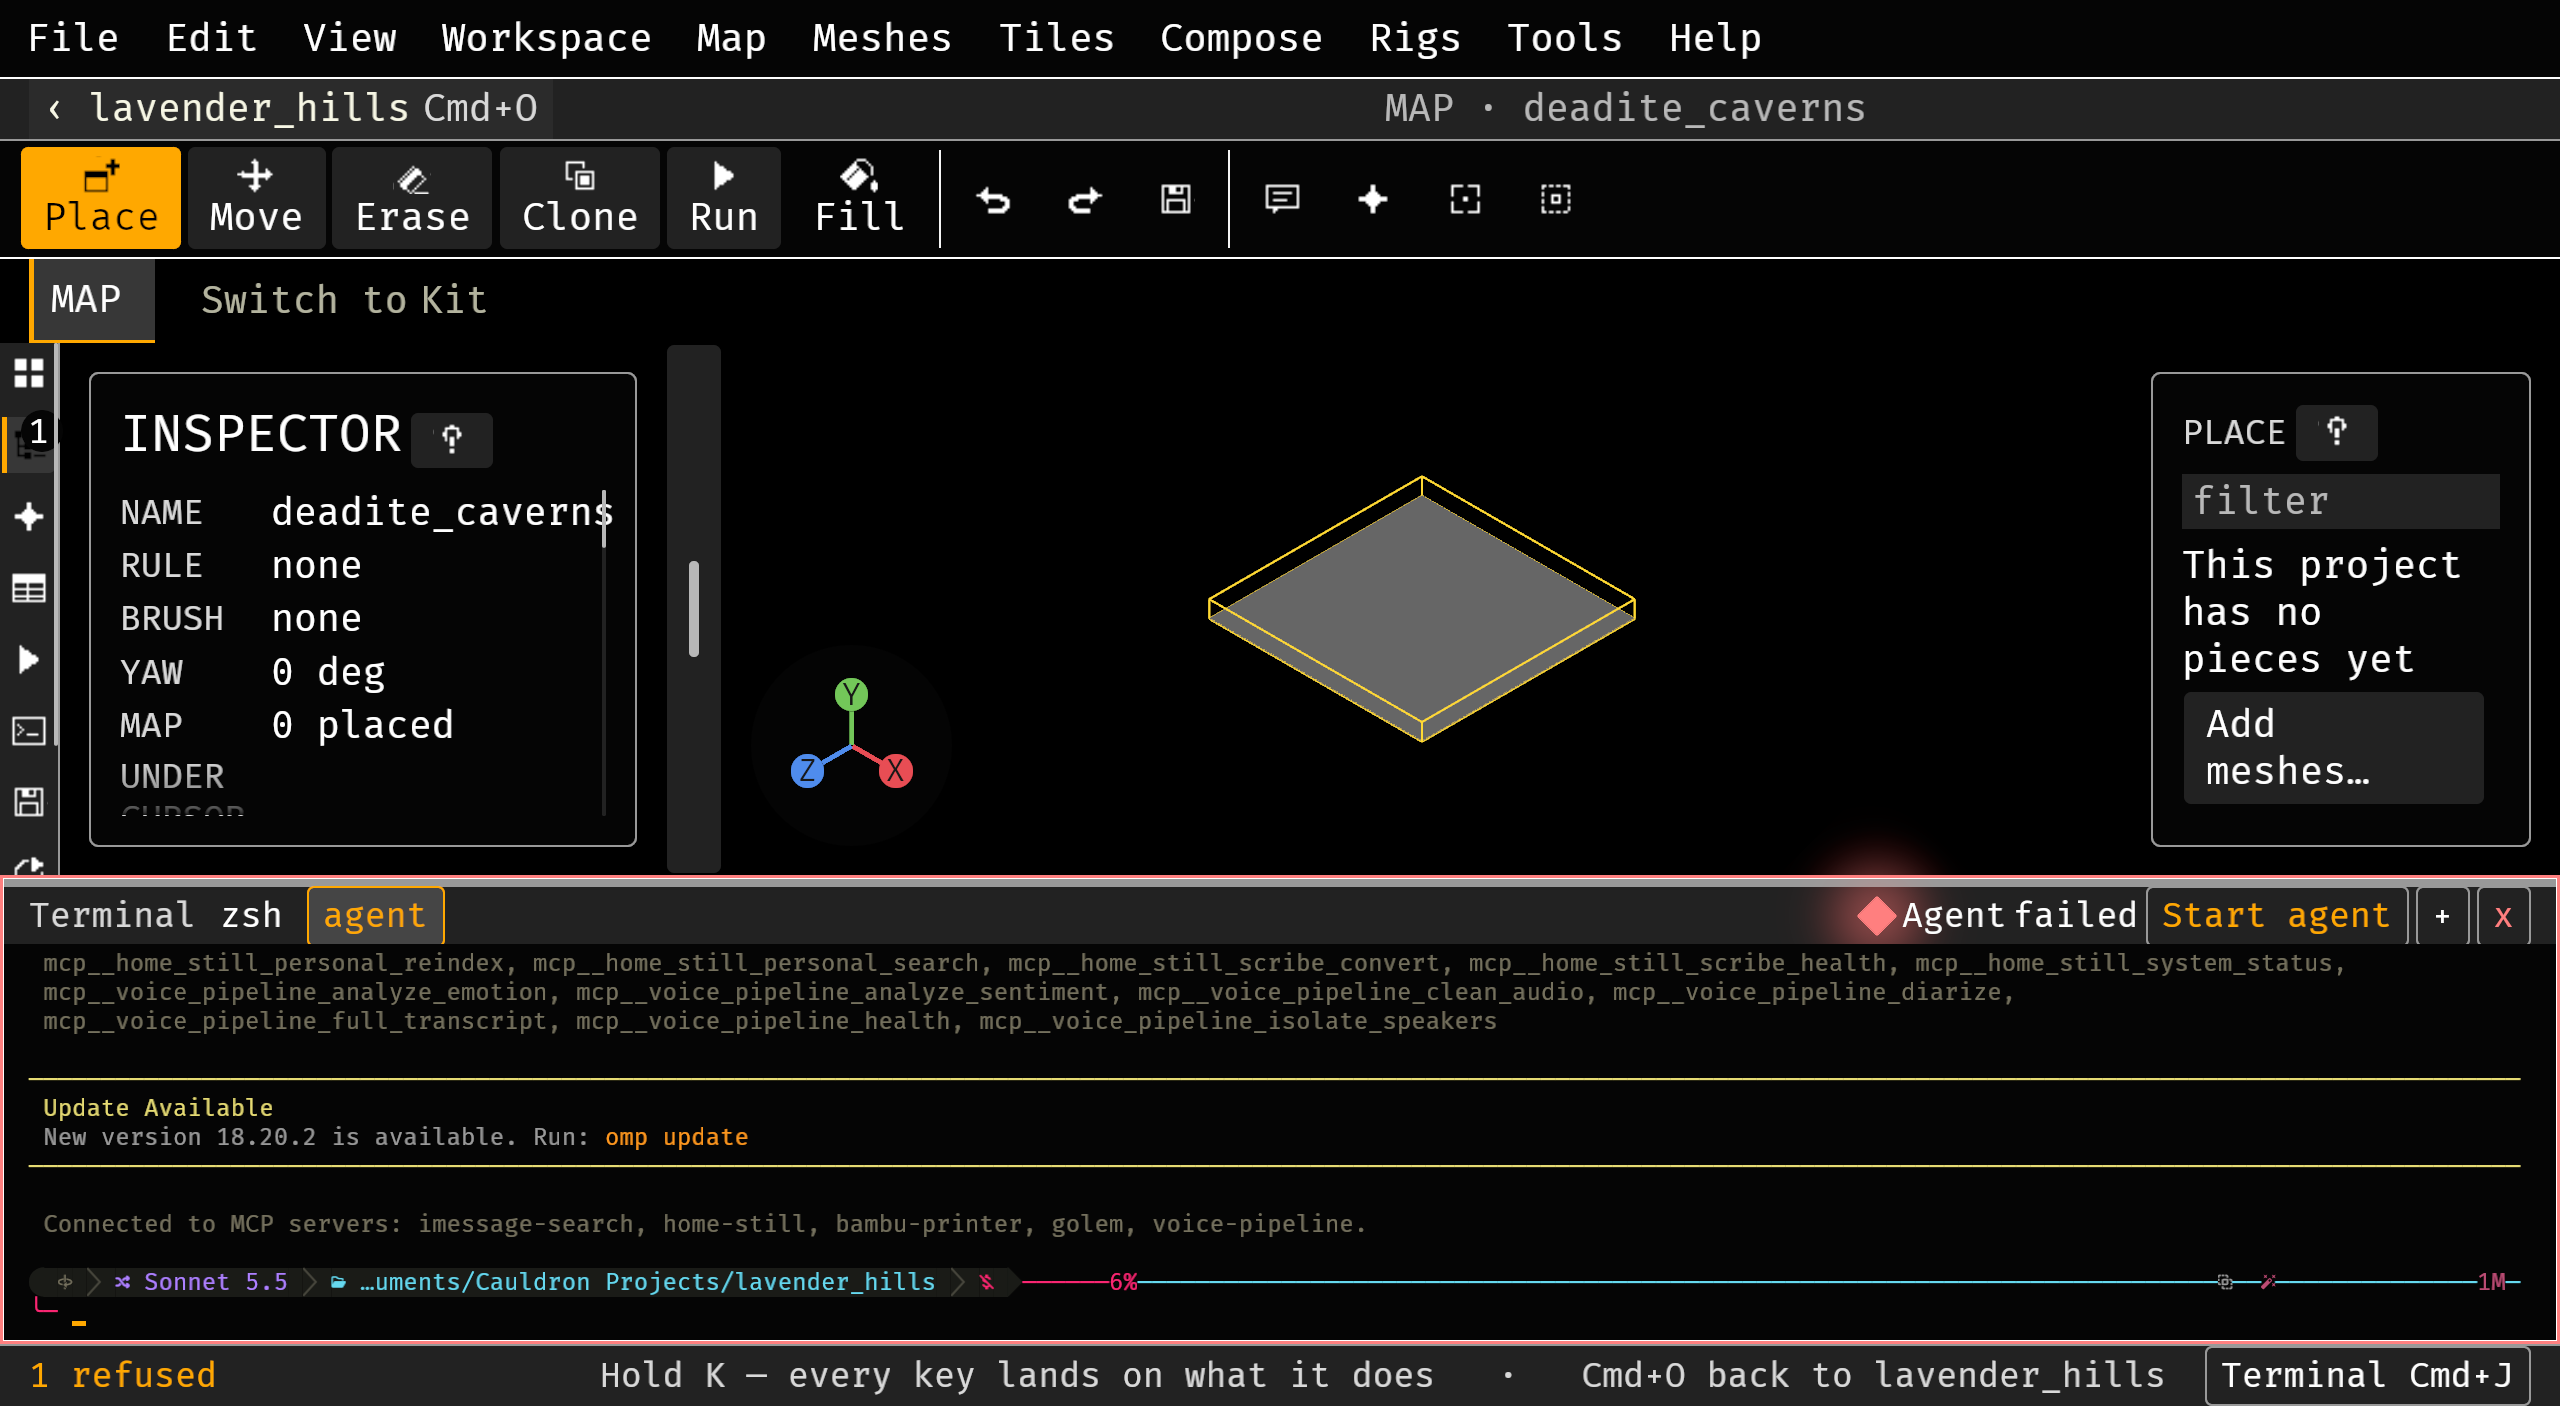 File Edit View Workspace Map Meshes Tiles Compose Rigs Tools Help
‹ lavender_hills Cmd+O
MAP · deadite_caverns
Place Move Erase Clone Run Fill
MAP Switch to Kit
1
INSPECTOR ?
NAME deadite_caverns
RULE none
BRUSH none
YAW 0 deg
MAP 0 placed
UNDER
CURSOR
Y
Z
X
PLACE ?
filter
This project
has no
pieces yet
Add
meshes…
Terminal zsh agent
Agent failed Start agent + x
mcp__home_still_personal_reindex, mcp__home_still_personal_search, mcp__home_still_scribe_convert, mcp__home_still_scribe_health, mcp__home_still_system_status,
mcp__voice_pipeline_analyze_emotion, mcp__voice_pipeline_analyze_sentiment, mcp__voice_pipeline_clean_audio, mcp__voice_pipeline_diarize,
mcp__voice_pipeline_full_transcript, mcp__voice_pipeline_health, mcp__voice_pipeline_isolate_speakers
Update Available
New version 18.20.2 is available. Run: omp update
Connected to MCP servers: imessage-search, home-still, bambu-printer, golem, voice-pipeline.
Sonnet 5.5 …uments/Cauldron Projects/lavender_hills 6% 1M
1 refused
Hold K — every key lands on what it does · Cmd+O back to lavender_hills
Terminal Cmd+J